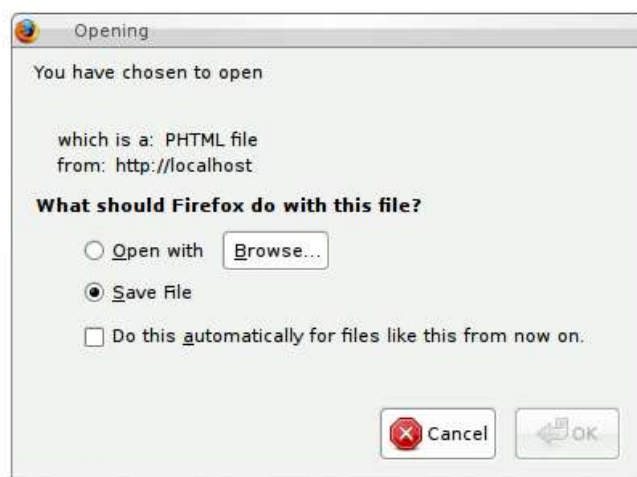 Opening
You have chosen to open
which is a: PHTML file
from: http://localhost
What should Firefox do with this file?
Open with Browse...
Save File
Do this automatically for files like this from now on.
Cancel OK